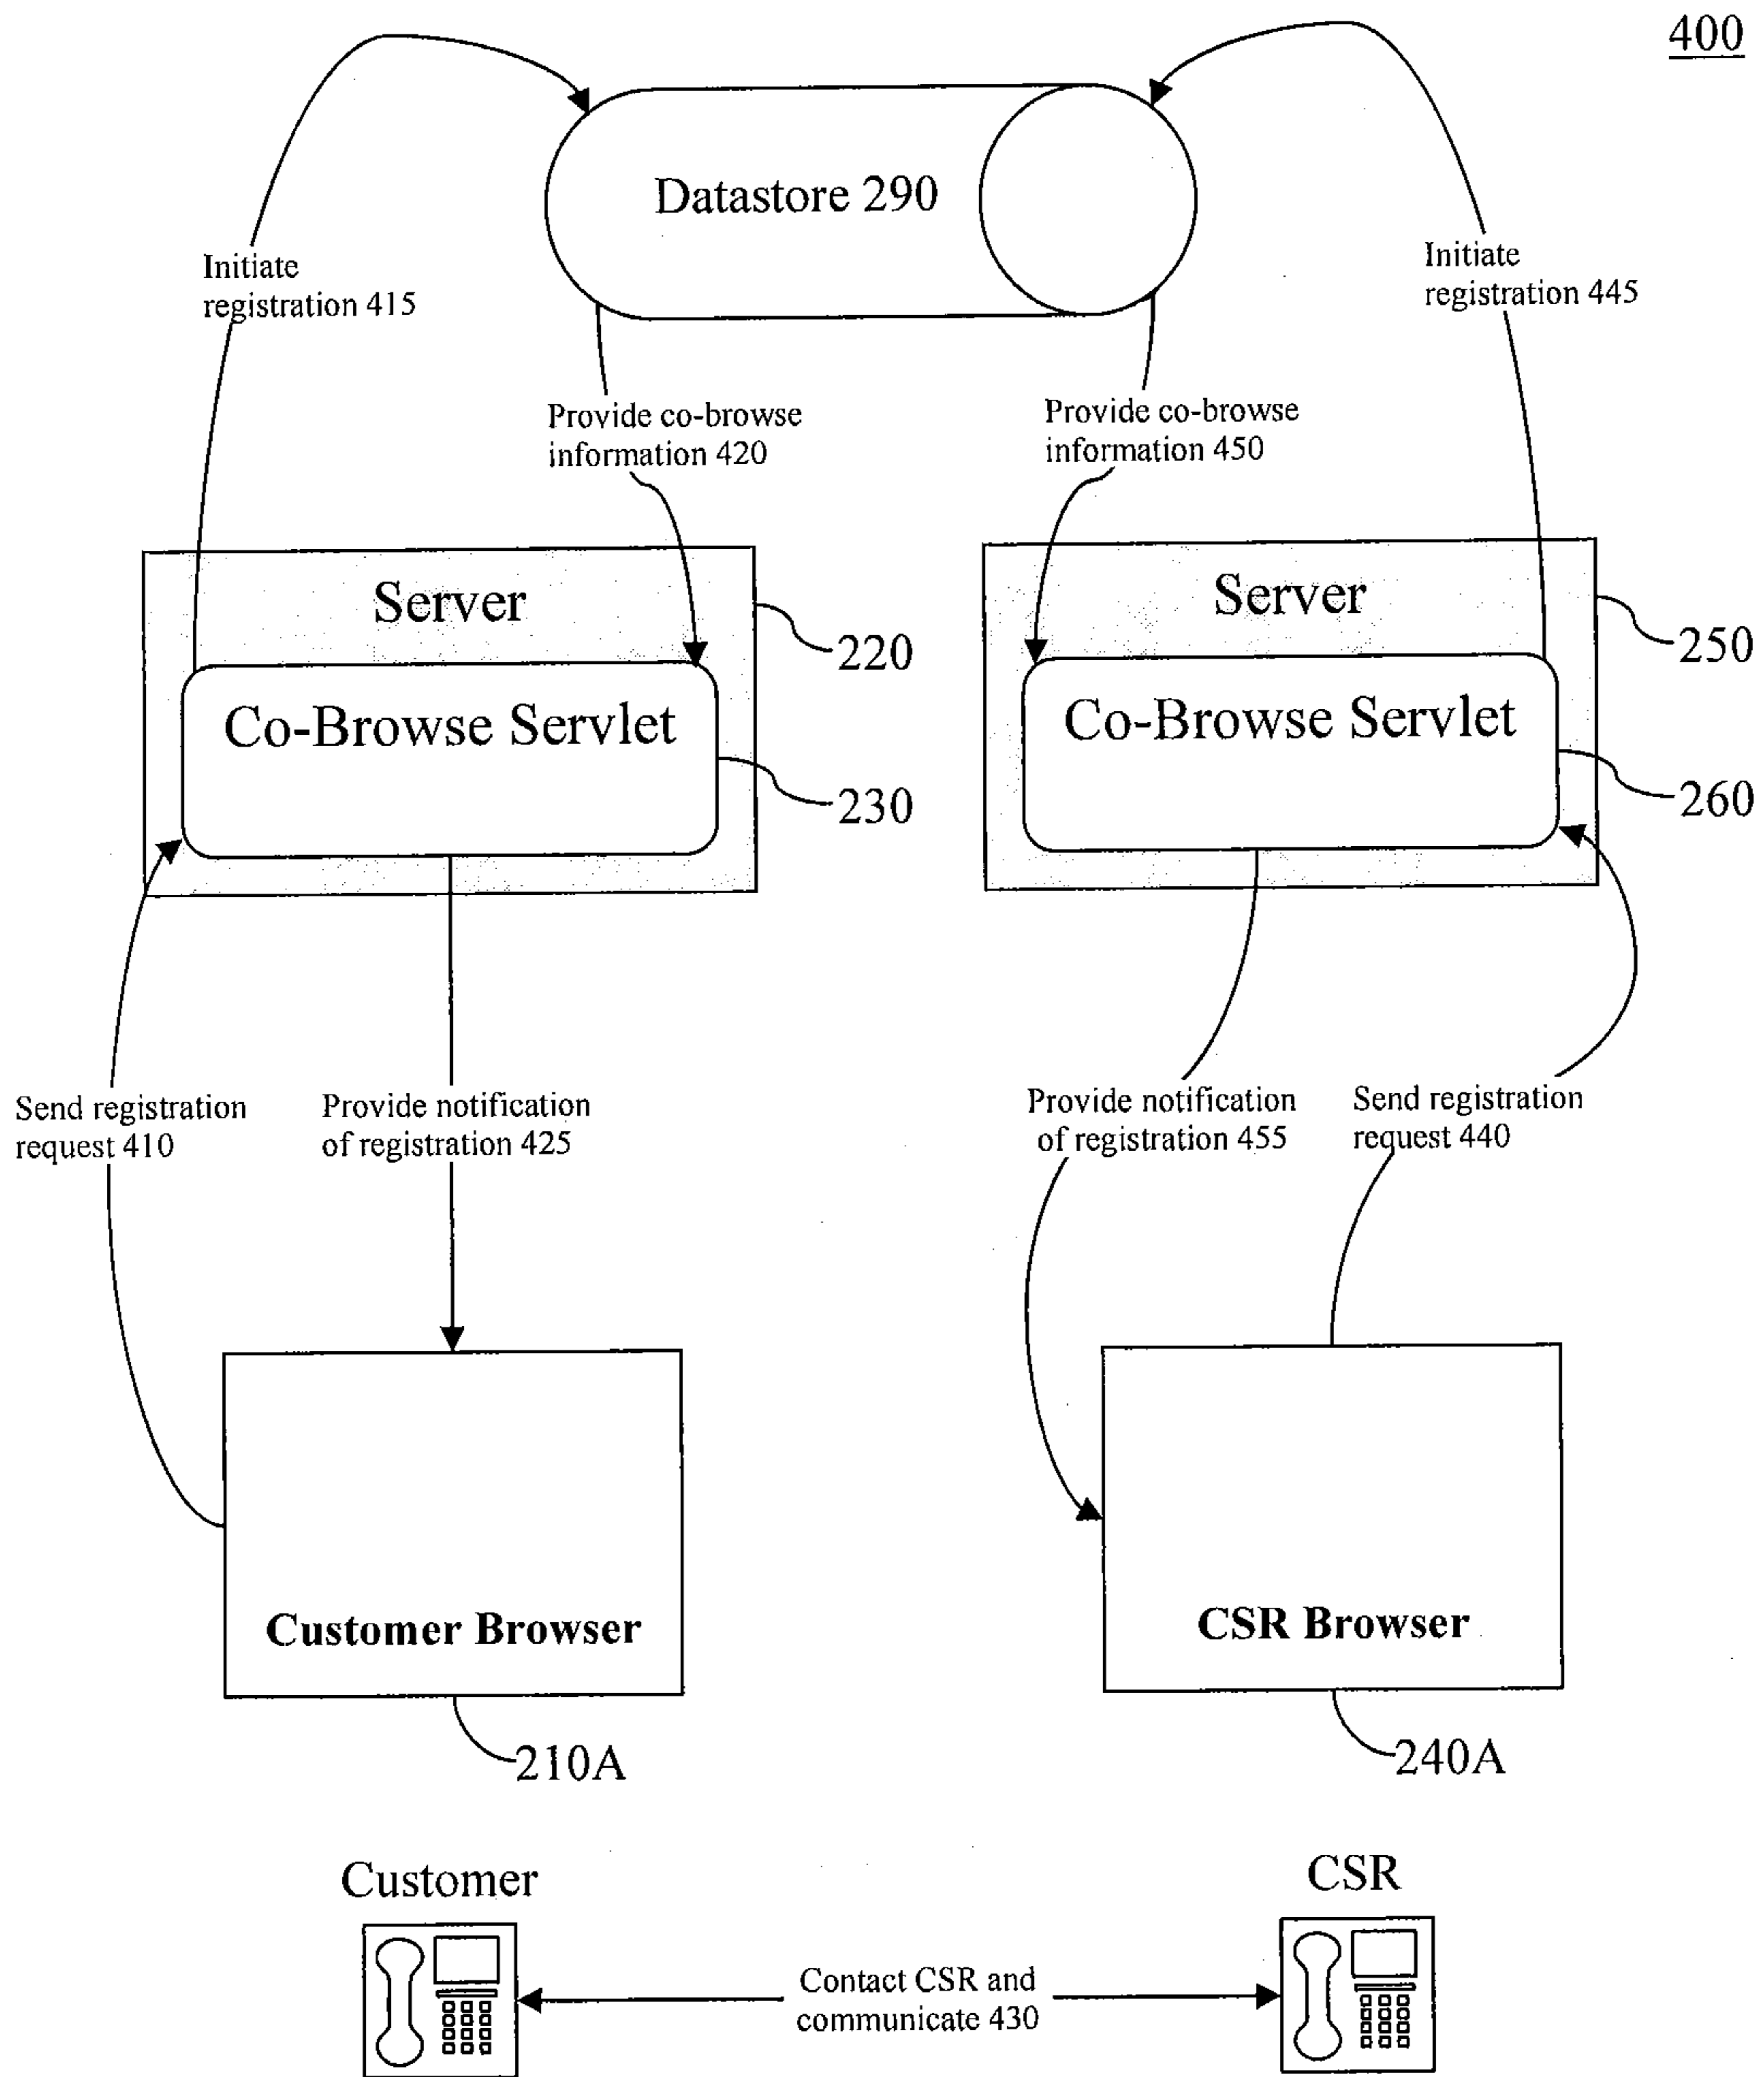 400
Datastore 290
Initiate
registration 415
Initiate
registration 445
Provide co-browse
information 420
Provide co-browse
information 450
Server
220
Co-Browse Servlet
230
Server
250
Co-Browse Servlet
260
Send registration
request 410
Provide notification
of registration 425
Provide notification
of registration 455
Send registration
request 440
Customer Browser
210A
CSR Browser
240A
Customer
CSR
Contact CSR and
communicate 430